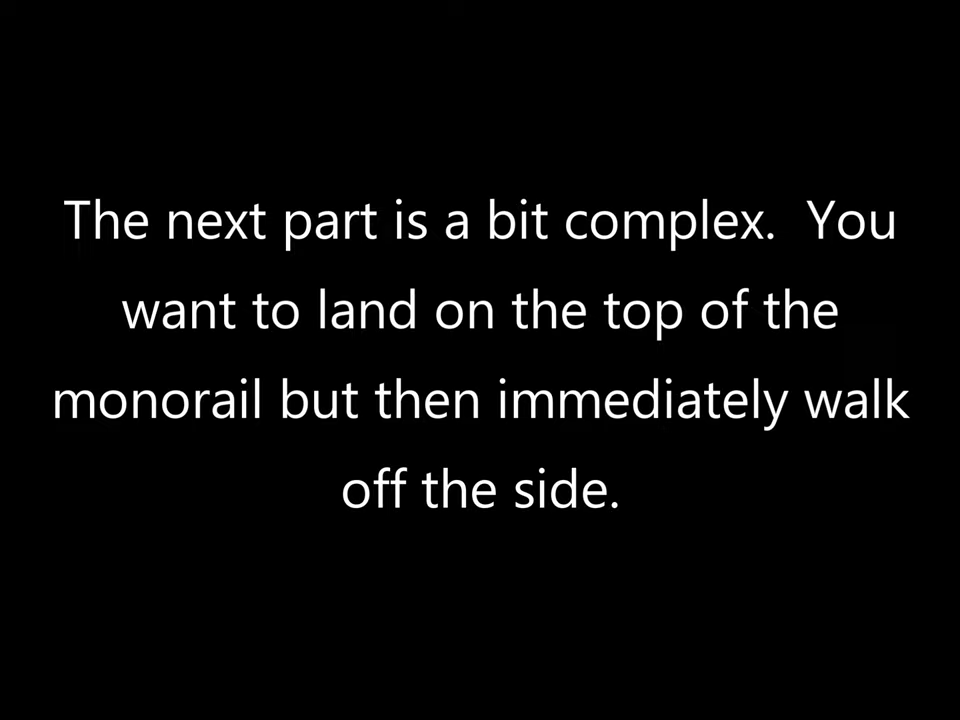 The next part is a bit complex.  You
want to land on the top of the
monorail but then immediately walk
off the side.